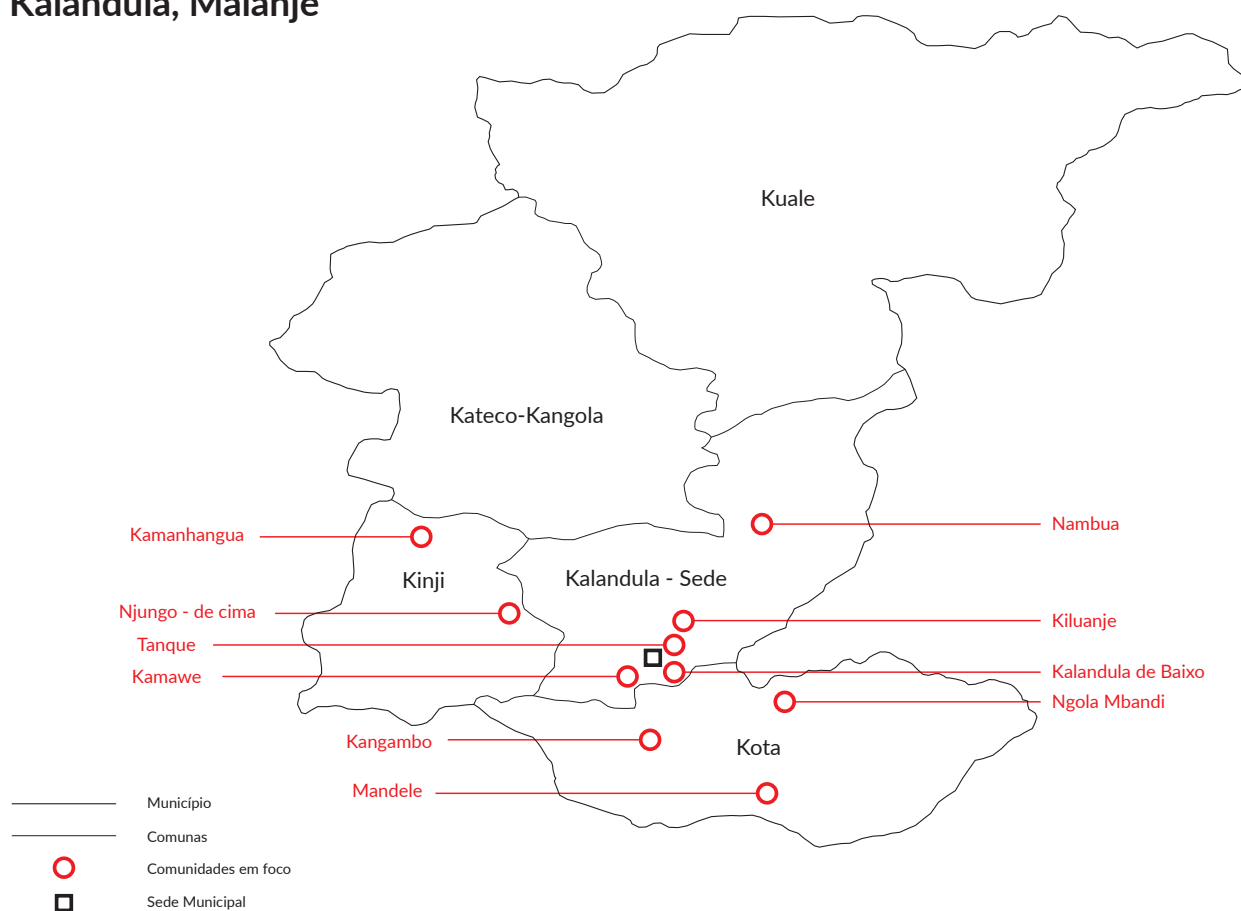 Kalandula, Malanje
Kuale
Kateco-Kangola
Kamanhangua
Nambua
Kinji
Kalandula - Sede
Njungo - de cima
Kiluanje
Tanque
Kamawe
Kalandula de Baixo
Ngola Mbandi
Kangambo
Kota
Mandele
Município
Comunas
Comunidades em foco
Sede Municipal